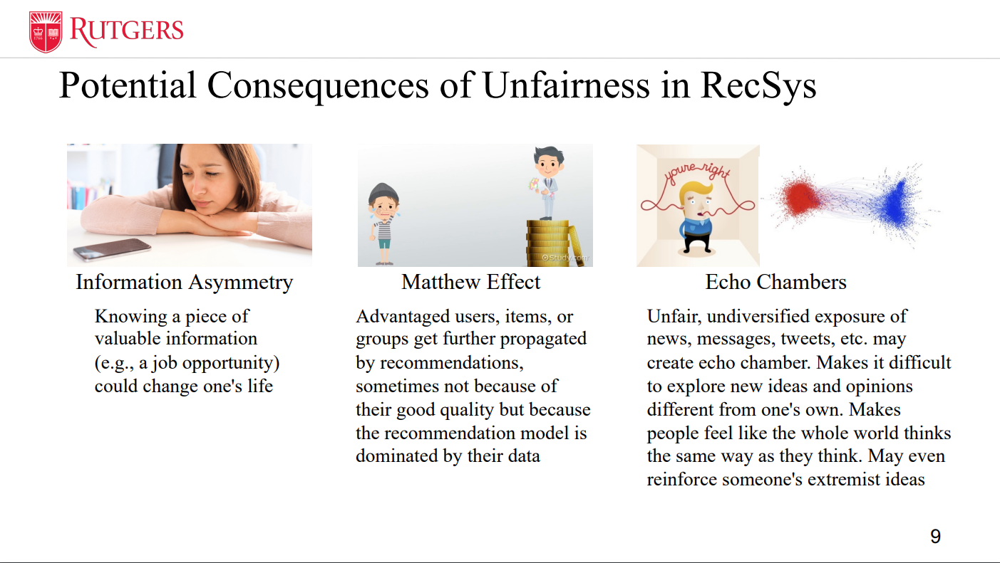 RUTGERS
1766
Potential Consequences of Unfairness in RecSys
you're right
Study.com
Information Asymmetry
Knowing a piece of
valuable information
(e.g., a job opportunity)
could change one's life
Matthew Effect
Advantaged users, items, or
groups get further propagated
by recommendations,
sometimes not because of
their good quality but because
the recommendation model is
dominated by their data
Echo Chambers
Unfair, undiversified exposure of
news, messages, tweets, etc. may
create echo chamber. Makes it difficult
to explore new ideas and opinions
different from one's own. Makes
people feel like the whole world thinks
the same way as they think. May even
reinforce someone's extremist ideas
9